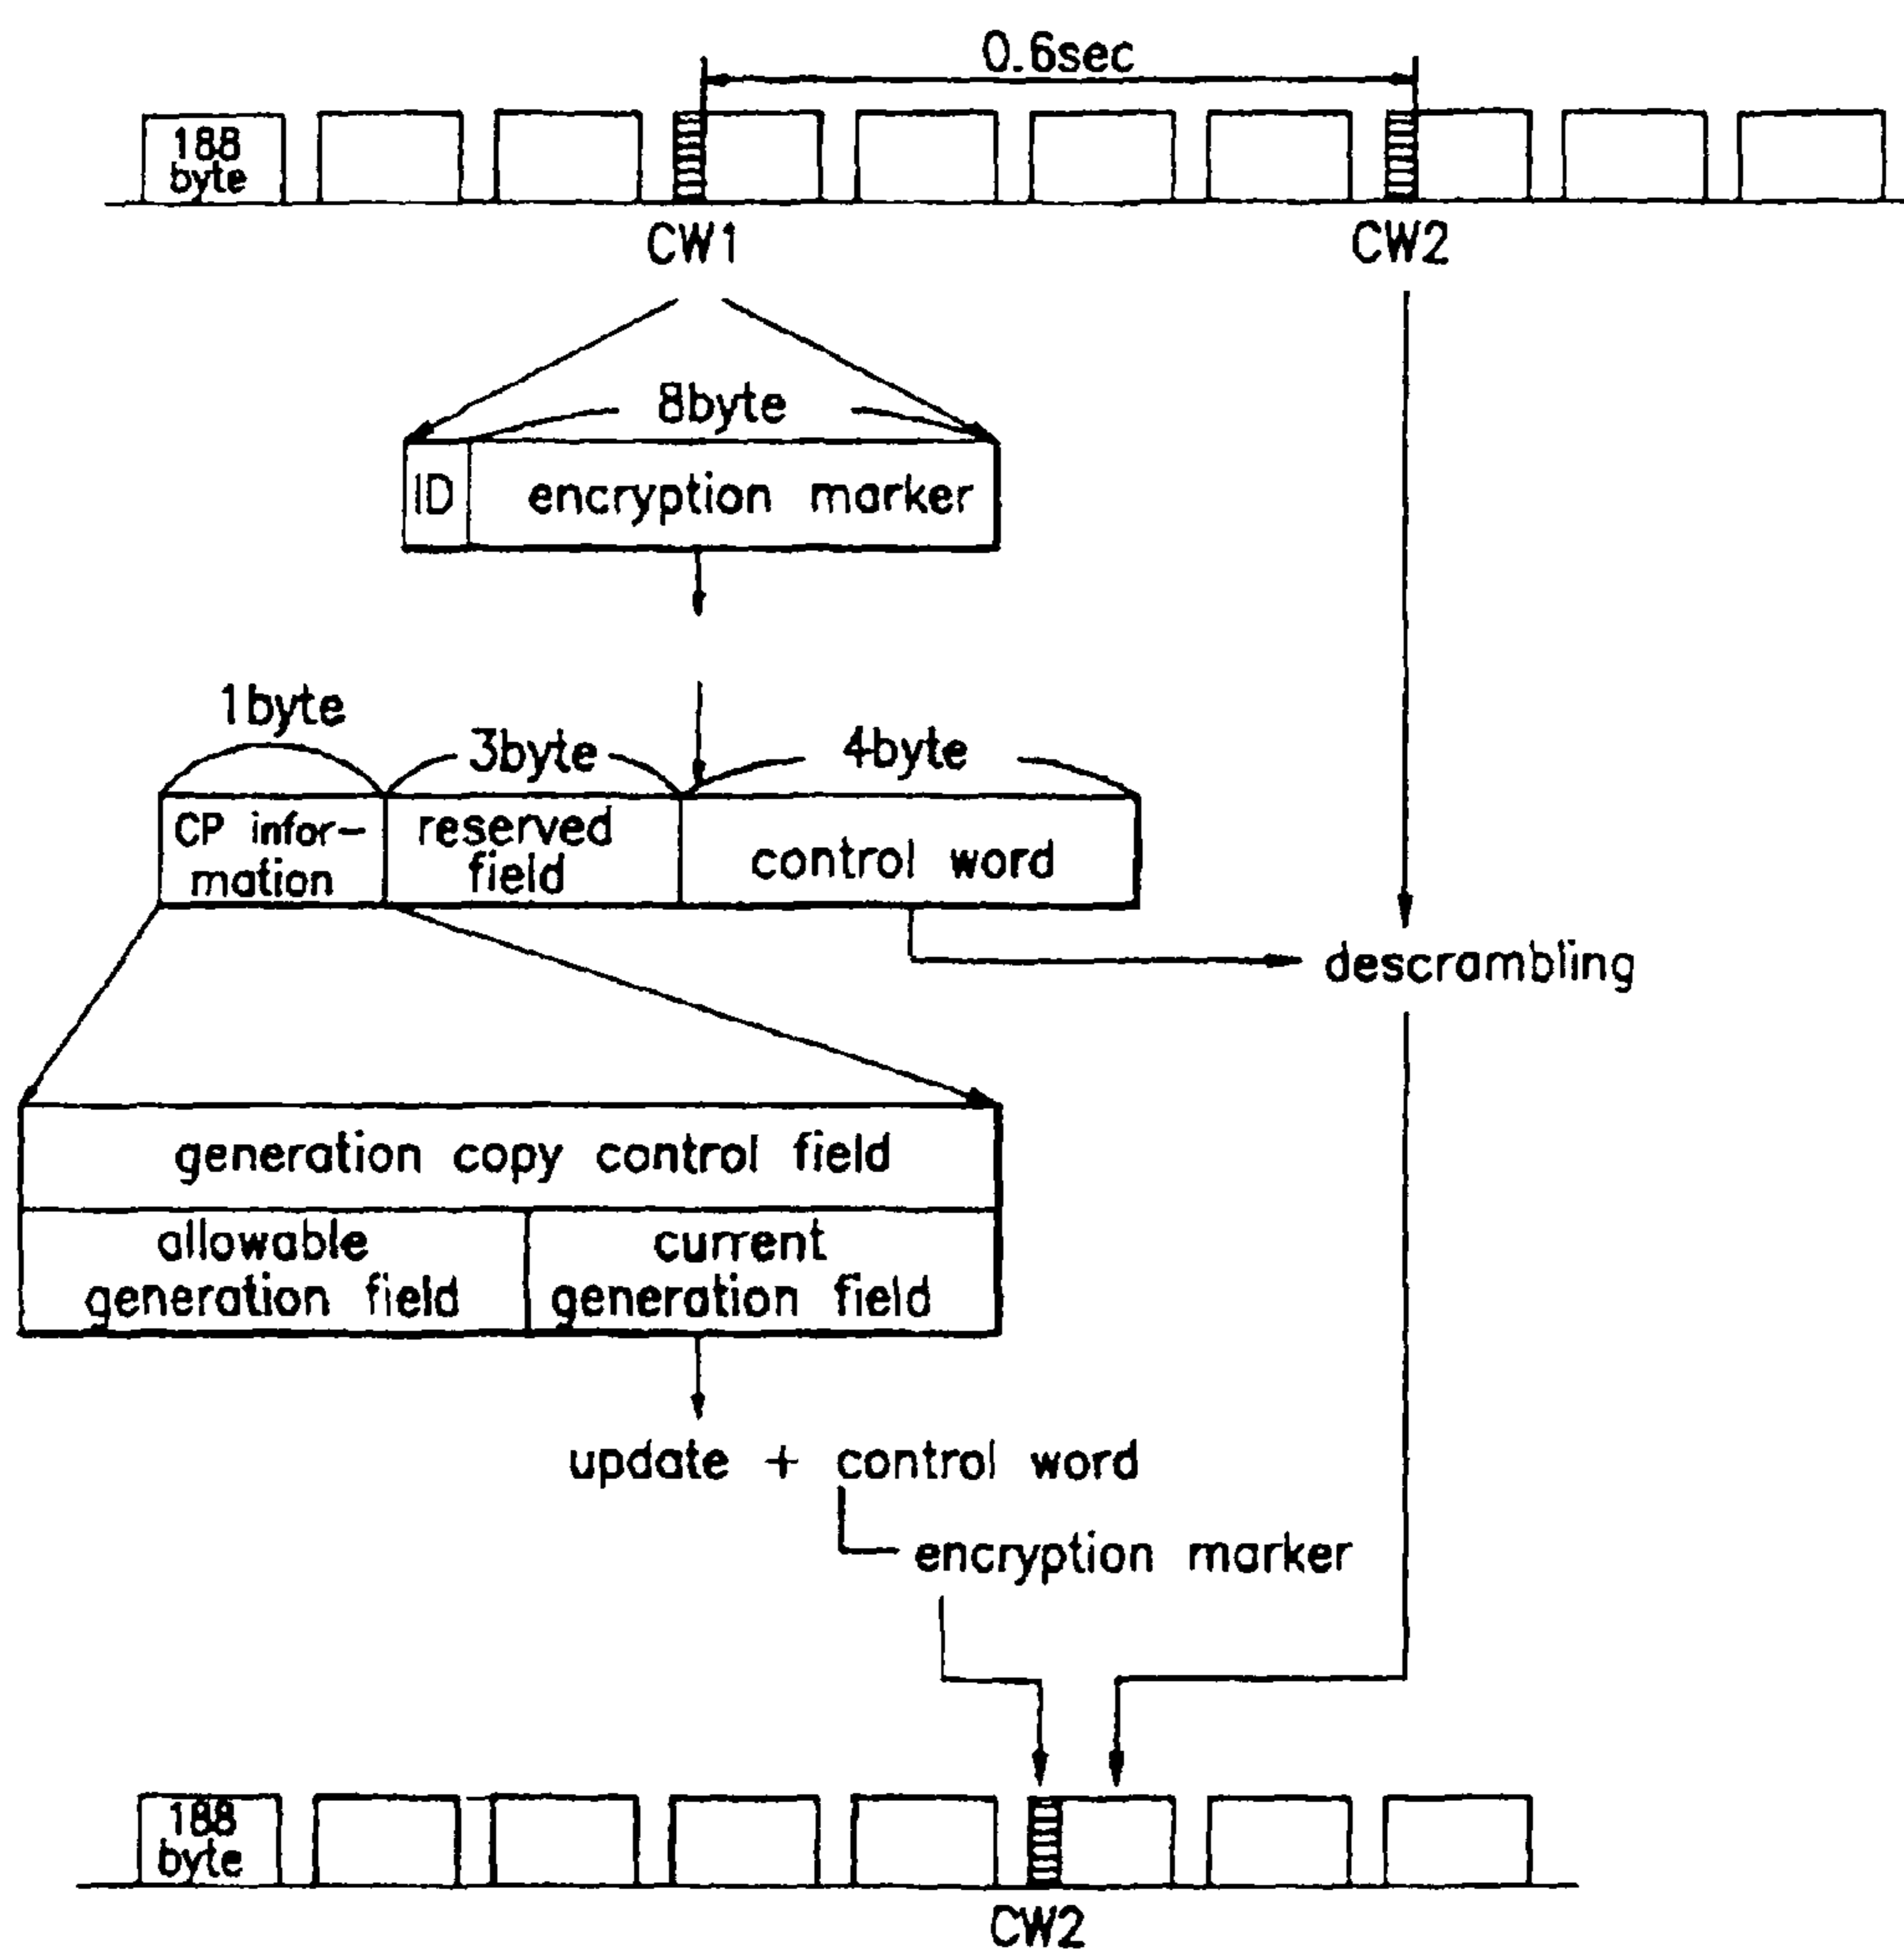 0.6sec
188
byte
CW1
CW2
8byte
ID
encryption marker
1byte
3byte
4byte
CP infor-
mation
reserved
field
control word
descrambling
generation copy control field
allowable
generation field
current
generation field
update + control word
encryption marker
188
byte
CW2